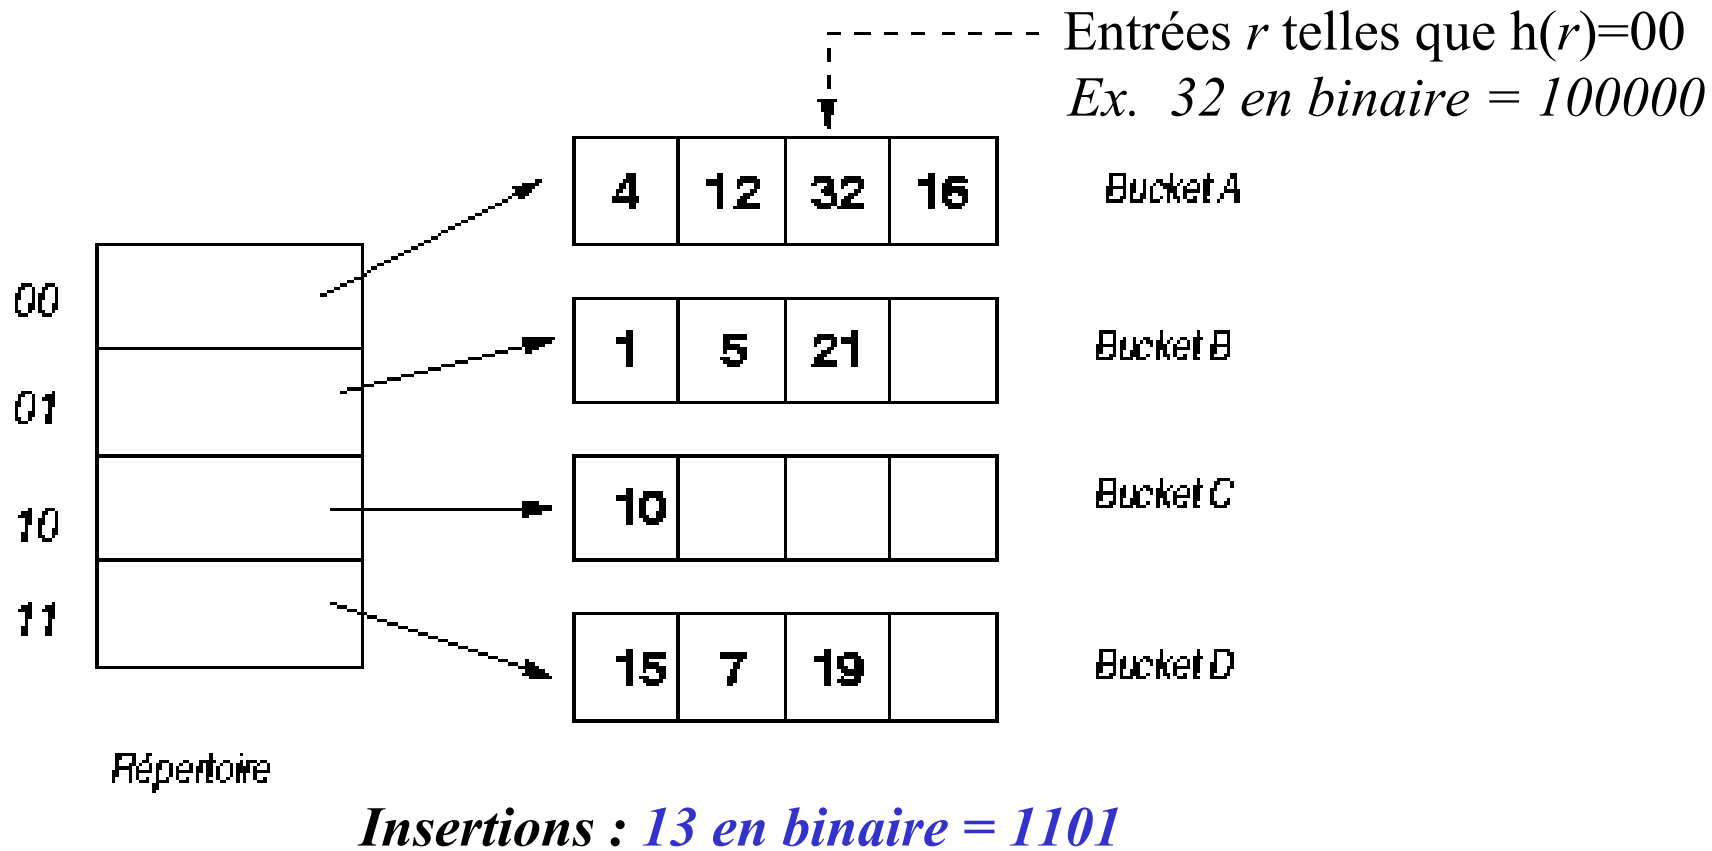 Entrées r telles que h(r)=00
Ex. 32 en binaire = 100000
4 12 32 16 Bucket A
00
1 5 21 Bucket B
01
10 Bucket C
10
11
15 7 19 Bucket D
Répertoire
Insertions : 13 en binaire = 1101